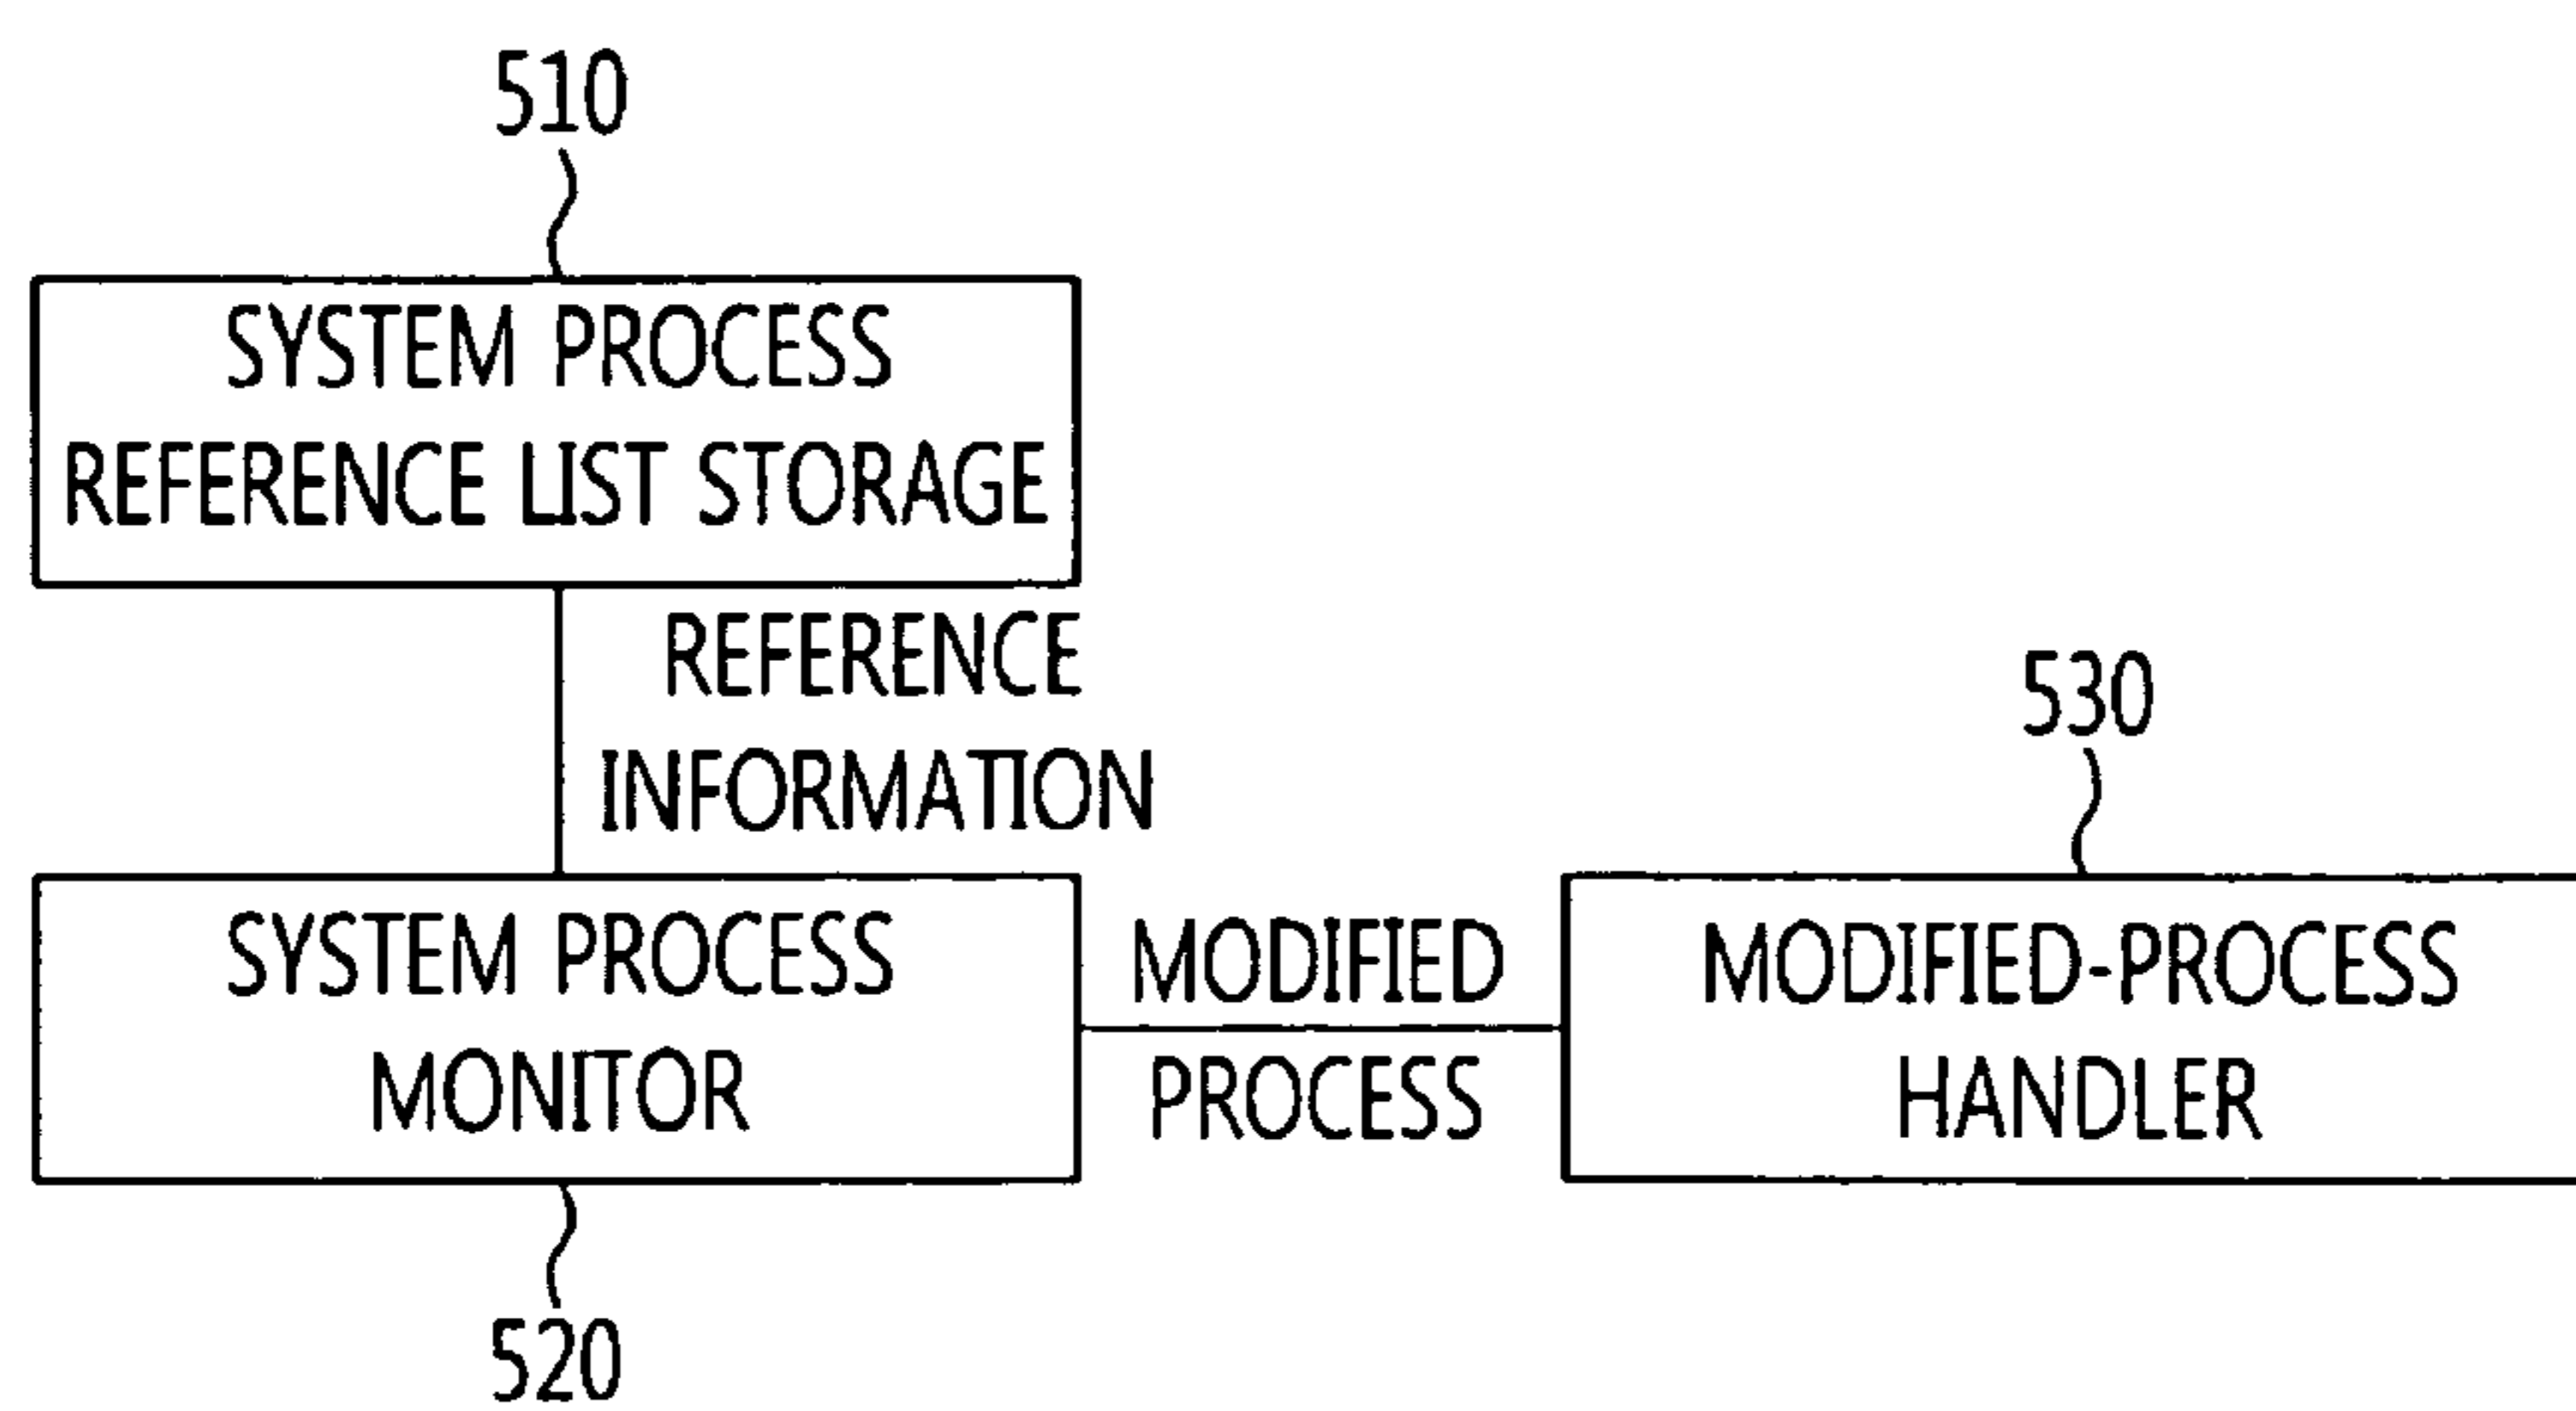 510
SYSTEM PROCESS
REFERENCE LIST STORAGE
REFERENCE
INFORMATION
530
SYSTEM PROCESS
MONITOR
MODIFIED
PROCESS
MODIFIED-PROCESS
HANDLER
520